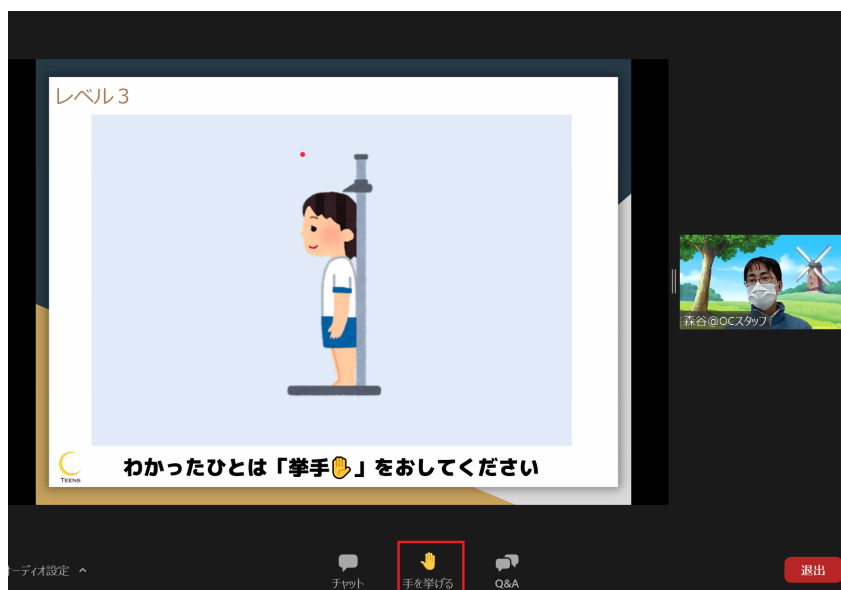 レベル3
わかったひとは「挙手✋」をおしてください
TEENS
森谷@OCスタッフ
オーディオ設定
チャット
手を挙げる
Q&A
退出